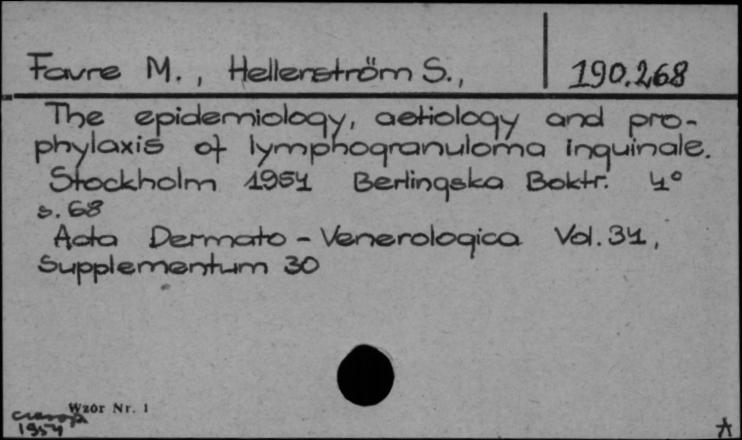 Favre M., Hellerström S., 190.268
The epidemiology, aetiology and pro-
phylaxis of lymphogranuloma inquinale.
Stockholm 1954 Berlingska Boktr. 4°
s. 68
Acta Dermato-Venerologica Vol. 34,
Supplementum 30
Wzór Nr. 1
1954
A